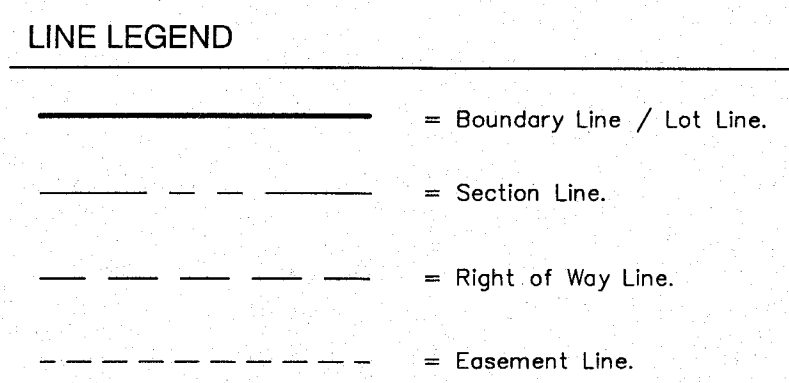 LINE LEGEND
= Boundary Line / Lot Line.
= Section Line.
= Right of Way Line.
= Easement Line.